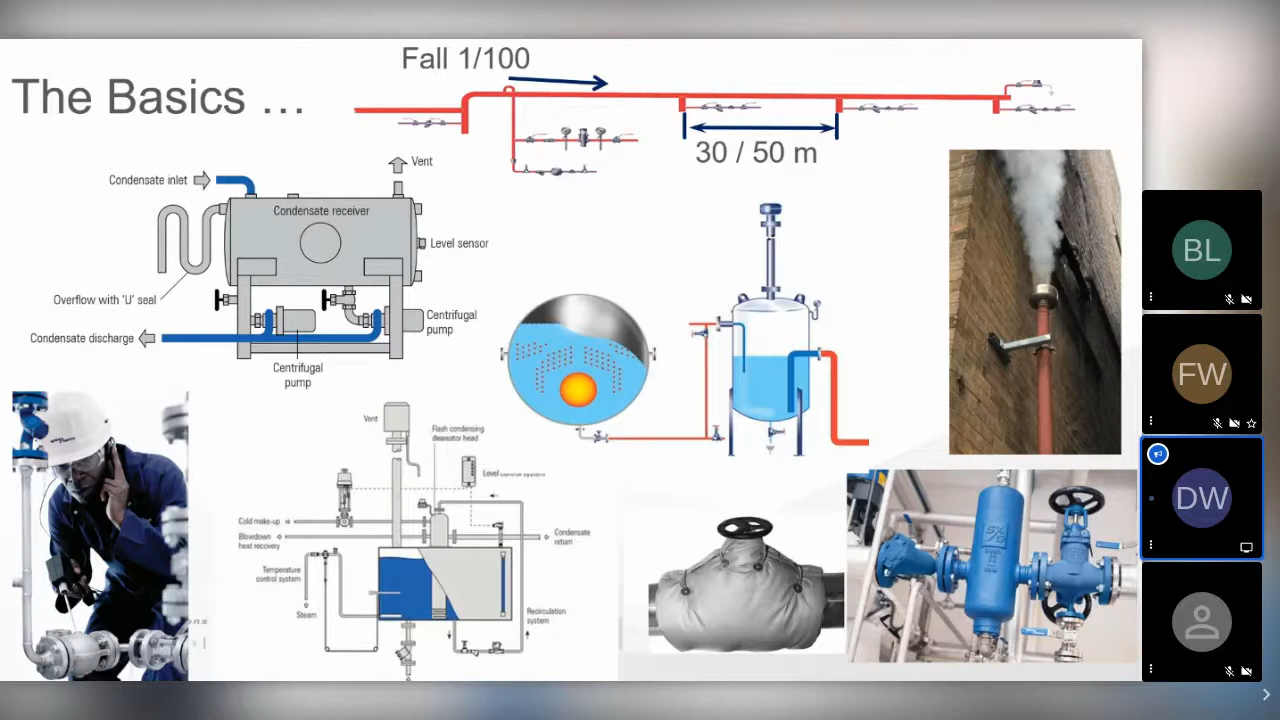 Fall 1/100
The Basics ...
30 / 50 m
Vent
Condensate inlet
Condensate receiver
Level sensor
Overflow with 'U' seal
Centrifugal
pump
Condensate discharge
Centrifugal
pump
Vent
Flash condensing
deaerator head
Level
Cold make-up
Blowdown
heat recovery
Condensate
return
Temperature
control system
Steam
Recirculation
system
BL
FW
DW